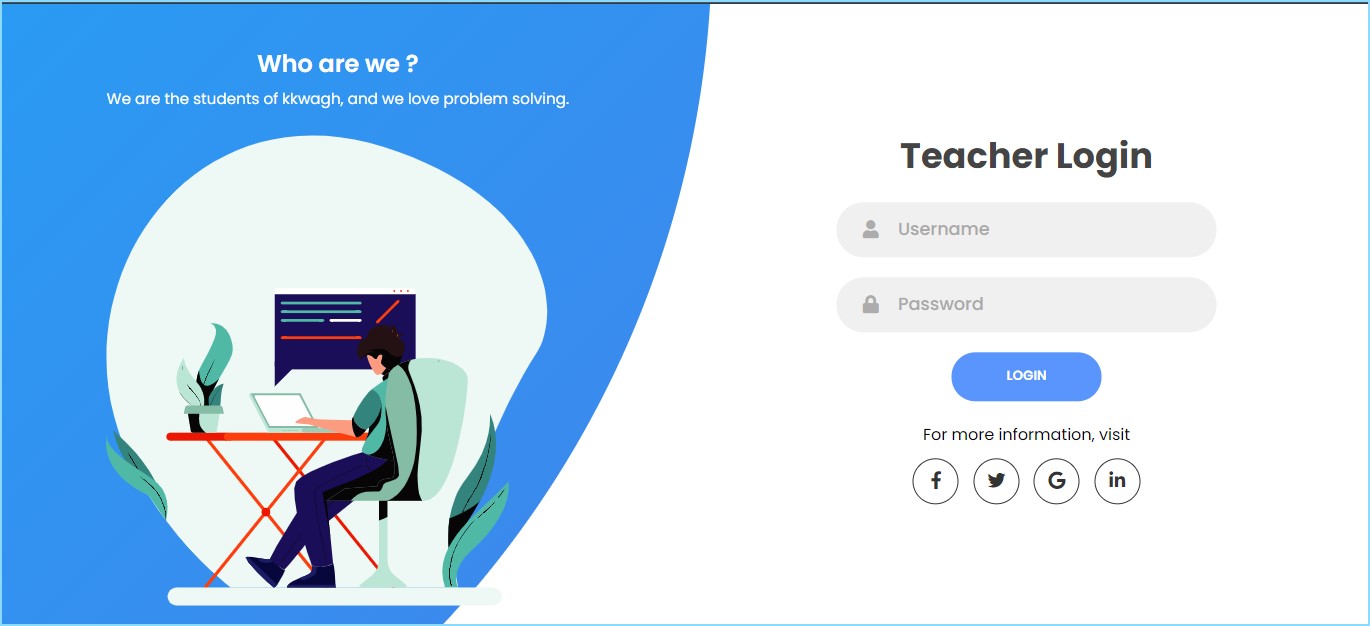 Who are we ?
We are the students of kkwagh, and we love problem solving.
Teacher Login
Username
Password
LOGIN
For more information, visit